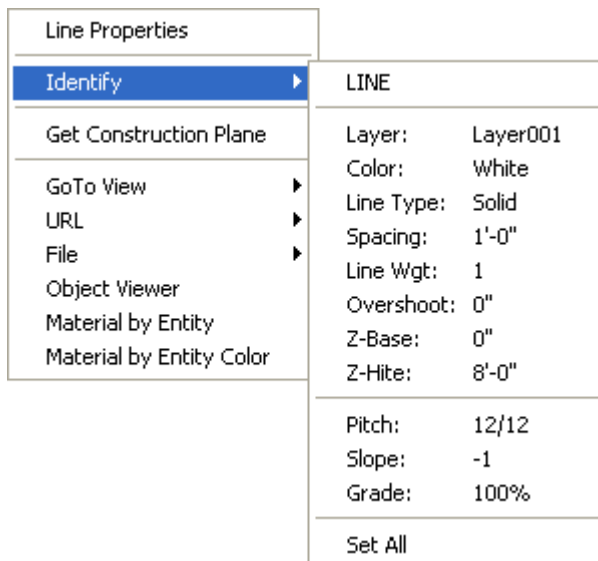 Line Properties
Identify
Get Construction Plane
GoTo View
URL
File
Object Viewer
Material by Entity
Material by Entity Color
LINE
Layer: Layer001
Color: White
Line Type: Solid
Spacing: 1'-0"
Line Wgt: 1
Overshoot: 0"
Z-Base: 0"
Z-Hite: 8'-0"
Pitch: 12/12
Slope: -1
Grade: 100%
Set All